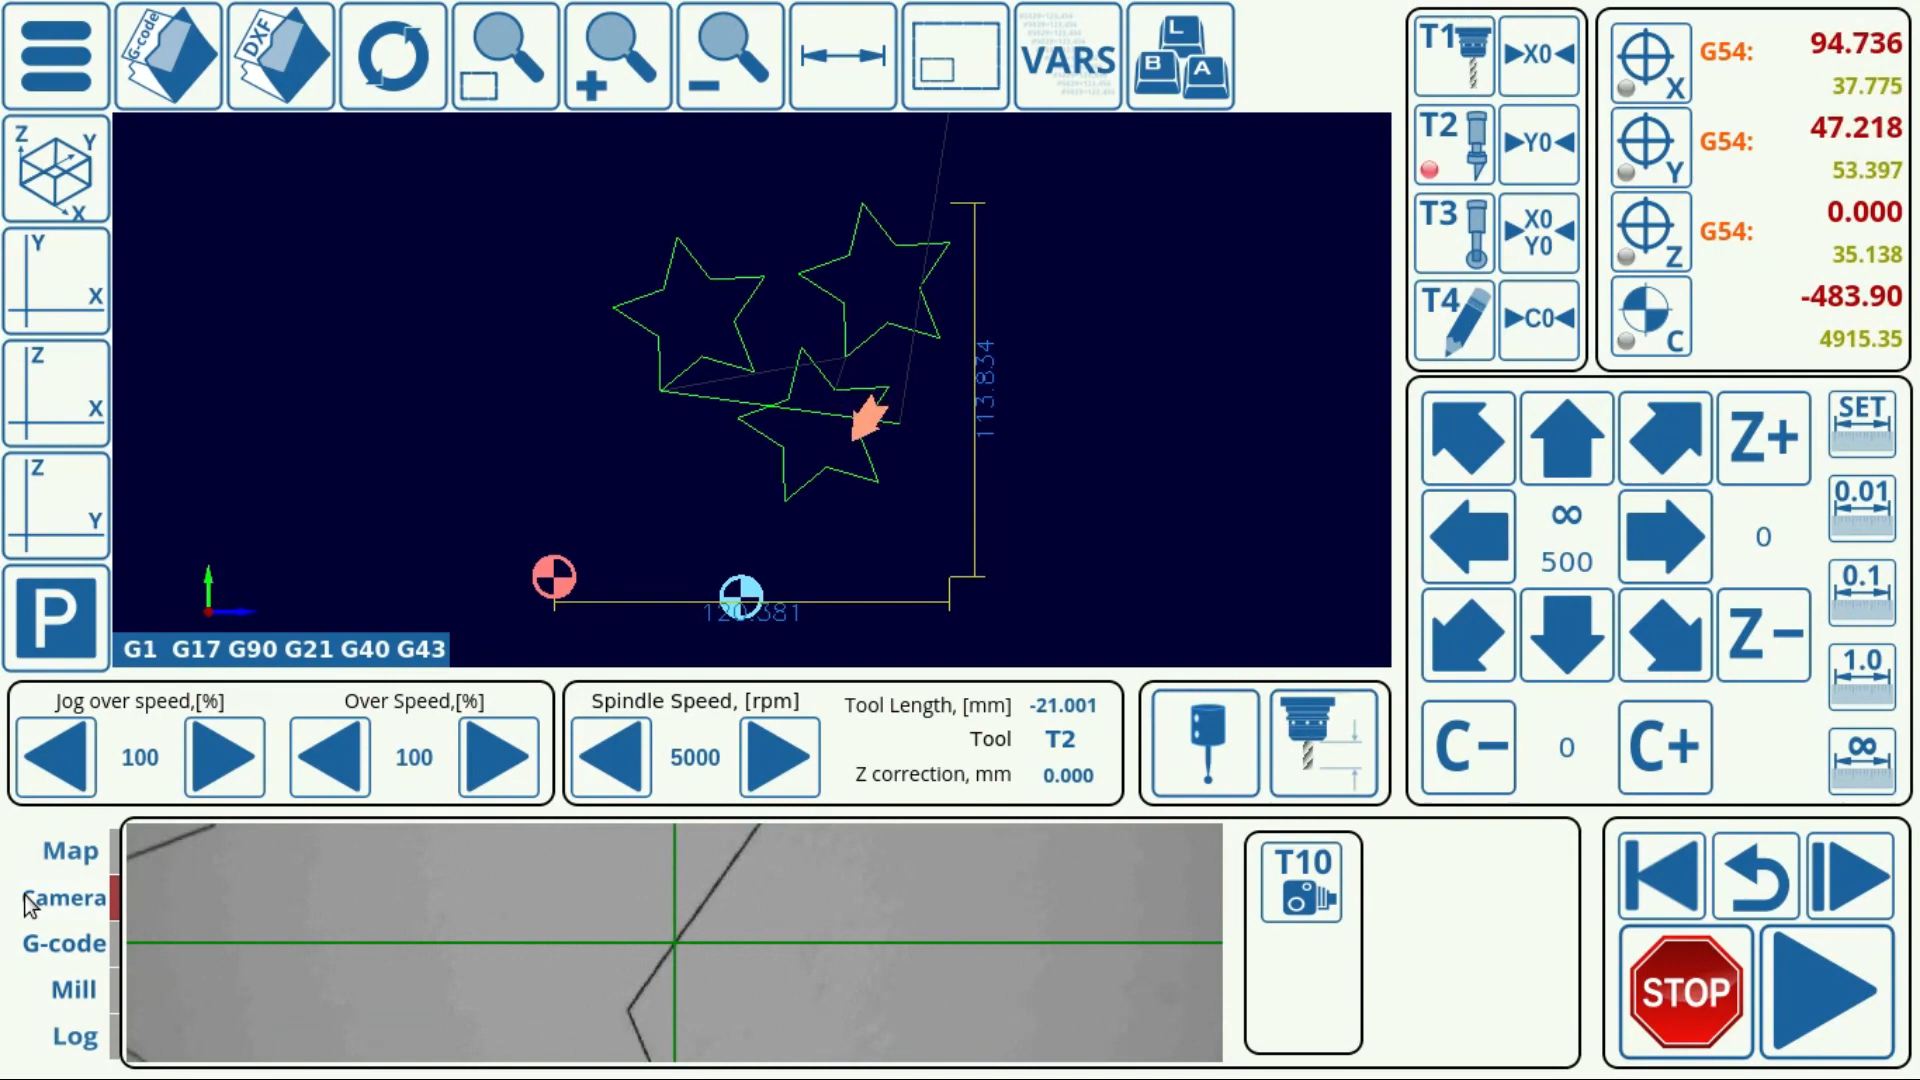 G-code
DXF
VARS
L
B A
T1
X0
T2
Y0
T3
X0
Y0
T4
C0
X
G54:
94.736
37.775
Y
G54:
47.218
53.397
Z
G54:
0.000
35.138
C
-483.90
4915.35
Z Y
X
Y
X
Z
X
Z
Y
P
113.834
120.381
G1 G17 G90 G21 G40 G43
Z+
SET
0.01
∞
500
0
0.1
Z-
1.0
C-
0
C+
∞
Jog over speed,[%]
100
Over Speed,[%]
100
Spindle Speed, [rpm]
5000
Tool Length, [mm] -21.001
Tool T2
Z correction, mm 0.000
Map
Camera
G-code
Mill
Log
T10
STOP